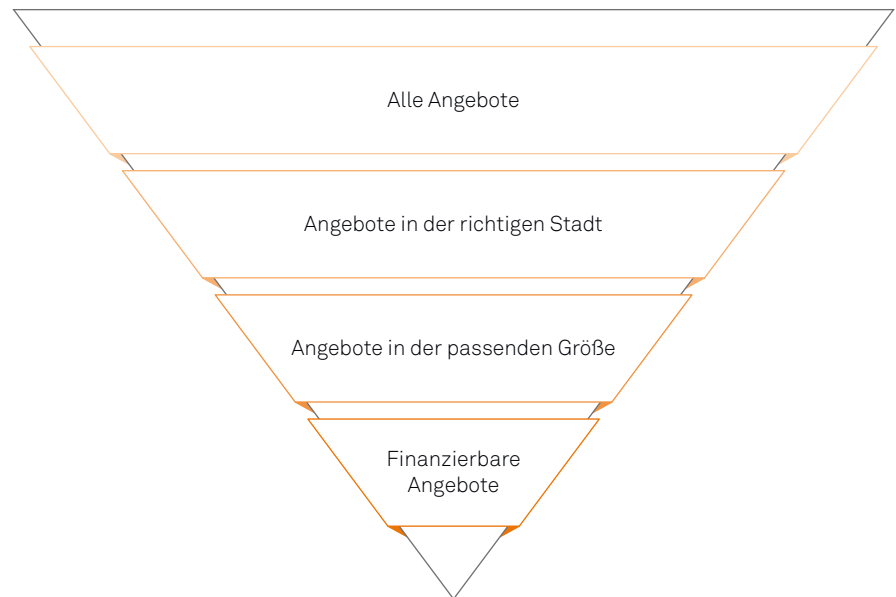 Alle Angebote
Angebote in der richtigen Stadt
Angebote in der passenden Größe
Finanzierbare
Angebote